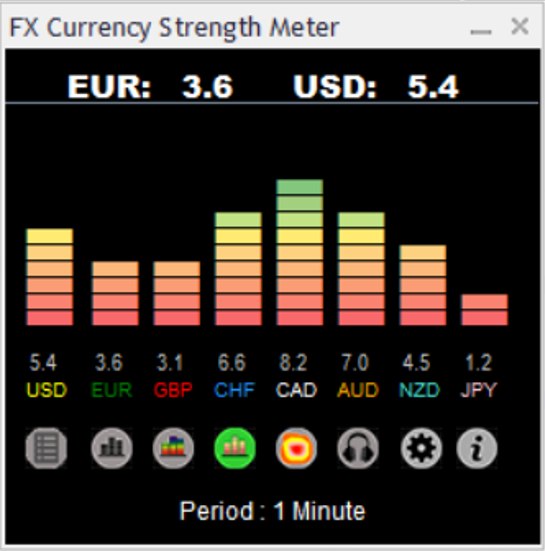 FX Currency Strength Meter
EUR: 3.6 USD: 5.4
5.4 3.6 3.1 6.6 8.2 7.0 4.5 1.2
USD EUR GBP CHF CAD AUD NZD JPY
i
Period : 1 Minute